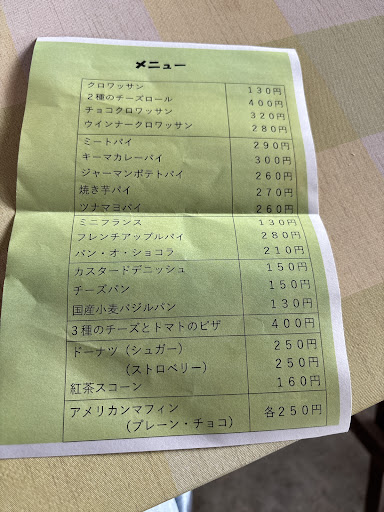 メニュー
クロワッサン 130円
2種のチーズロール 400円
チョコクロワッサン 320円
ウインナークロワッサン 280円
ミートパイ 290円
キーマカレーパイ 300円
ジャーマンポテトパイ 260円
焼き芋パイ 270円
ツナマヨパイ 260円
ミニフランス 130円
フレンチアップルパイ 280円
パン・オ・ショコラ 210円
カスタードデニッシュ 150円
チーズパン 150円
国産小麦バジルパン 130円
3種のチーズとトマトのピザ 400円
ドーナツ(シュガー) 250円
(ストロベリー) 250円
紅茶スコーン 160円
アメリカンマフィン 各250円
(プレーン・チョコ)